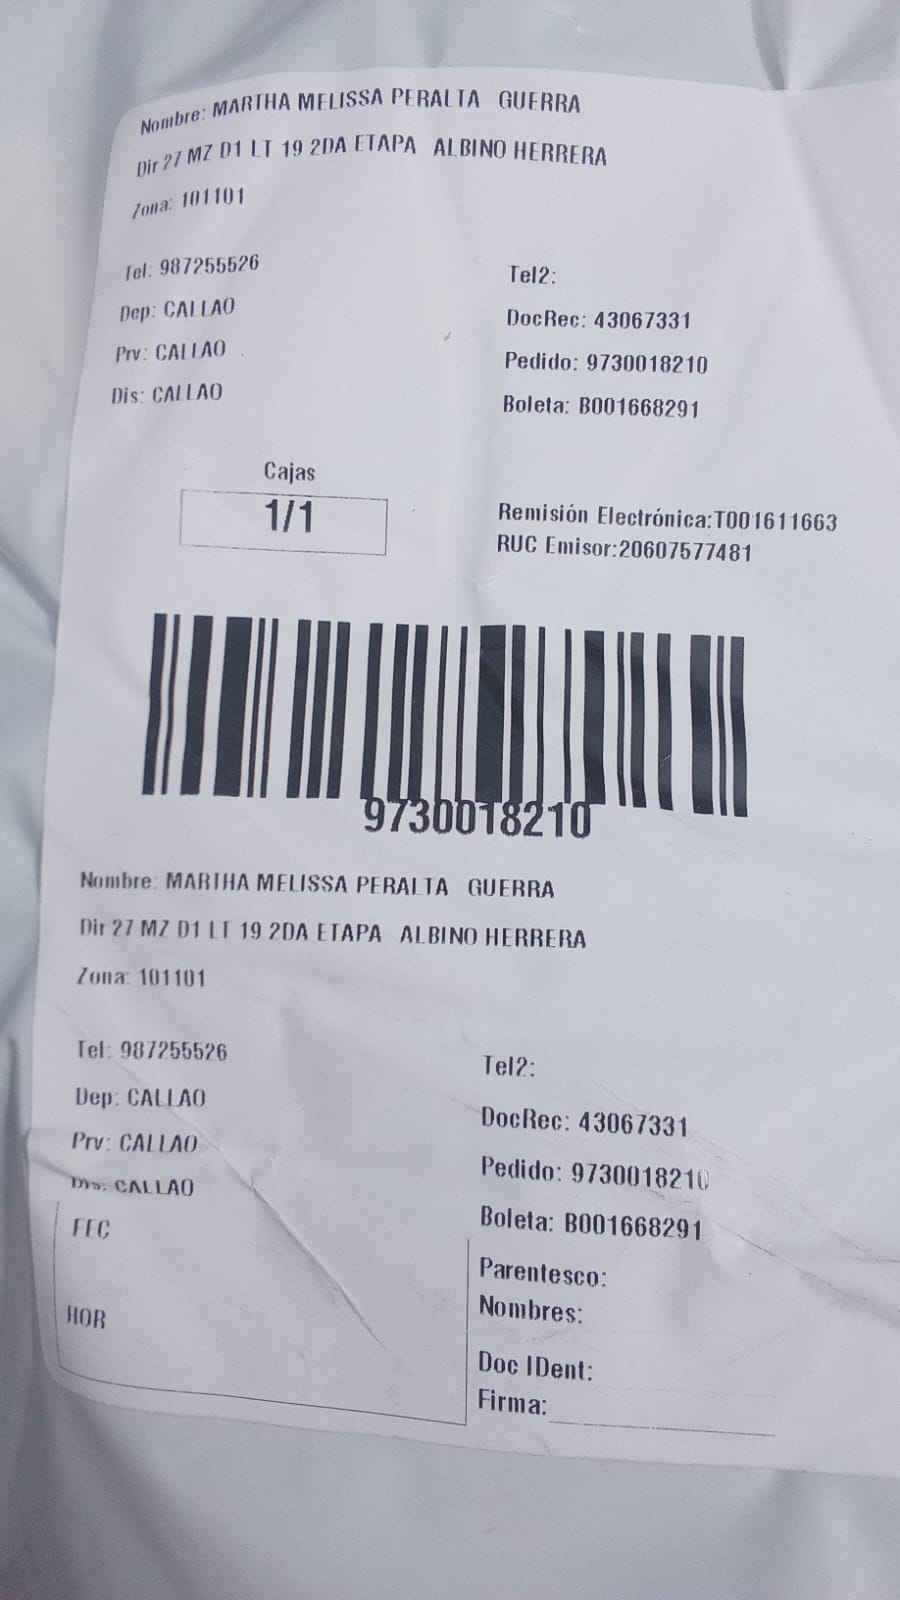 Nombre: MARTHA MELISSA PERALTA GUERRA
Dir 27 MZ D1 LT 19 2DA ETAPA ALBINO HERRERA
Zona: 101101
Tel: 987255526
Tel2:
Dep: CALLAO
DocRec: 43067331
Prv: CALLAO
Pedido: 9730018210
Dis: CALLAO
Boleta: B001668291
Cajas
1/1
Remisión Electrónica:T001611663
RUC Emisor:20607577481
9730018210
Nombre: MARTHA MELISSA PERALTA GUERRA
Dir 27 MZ D1 LT 19 2DA ETAPA ALBINO HERRERA
Zona: 101101
Tel: 987255526
Tel2:
Dep: CALLAO
DocRec: 43067331
Prv: CALLAO
Pedido: 9730018210
Dis: CALLAO
Boleta: B001668291
FEC
Parentesco:
Nombres:
HOR
Doc IDent:
Firma: